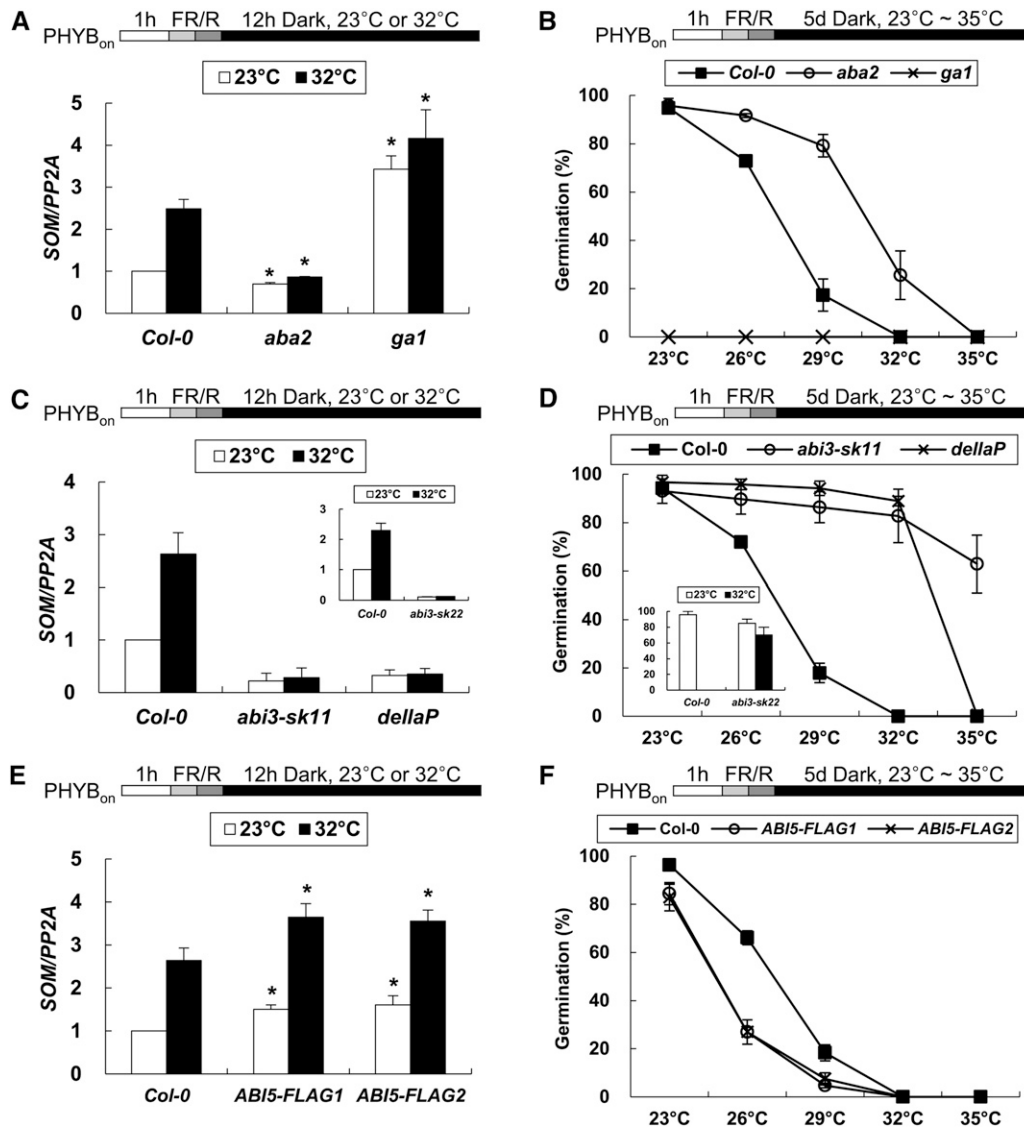 A
1h FR/R 12h Dark, 23°C or 32°C
PHYBon
23°C 32°C
SOM/PP2A
5
4
3
2
1
0
* * * *
Col-0 aba2 ga1
B
1h FR/R 5d Dark, 23°C ~ 35°C
PHYBon
Col-0 aba2 ga1
Germination (%)
100
80
60
40
20
0
23°C 26°C 29°C 32°C 35°C
C
1h FR/R 12h Dark, 23°C or 32°C
PHYBon
23°C 32°C
SOM/PP2A
4
3
2
1
0
Col-0 abi3-sk11 dellaP
23°C 32°C
3
2
1
0
Col-0 abi3-sk22
D
1h FR/R 5d Dark, 23°C ~ 35°C
PHYBon
Col-0 abi3-sk11 dellaP
Germination (%)
100
80
60
40
20
0
23°C 26°C 29°C 32°C 35°C
23°C 32°C
100
80
60
40
20
0
Col-0 abi3-sk22
E
1h FR/R 12h Dark, 23°C or 32°C
PHYBon
23°C 32°C
SOM/PP2A
5
4
3
2
1
0
* * * *
Col-0 ABI5-FLAG1 ABI5-FLAG2
F
1h FR/R 5d Dark, 23°C ~ 35°C
PHYBon
Col-0 ABI5-FLAG1 ABI5-FLAG2
Germination (%)
100
80
60
40
20
0
23°C 26°C 29°C 32°C 35°C